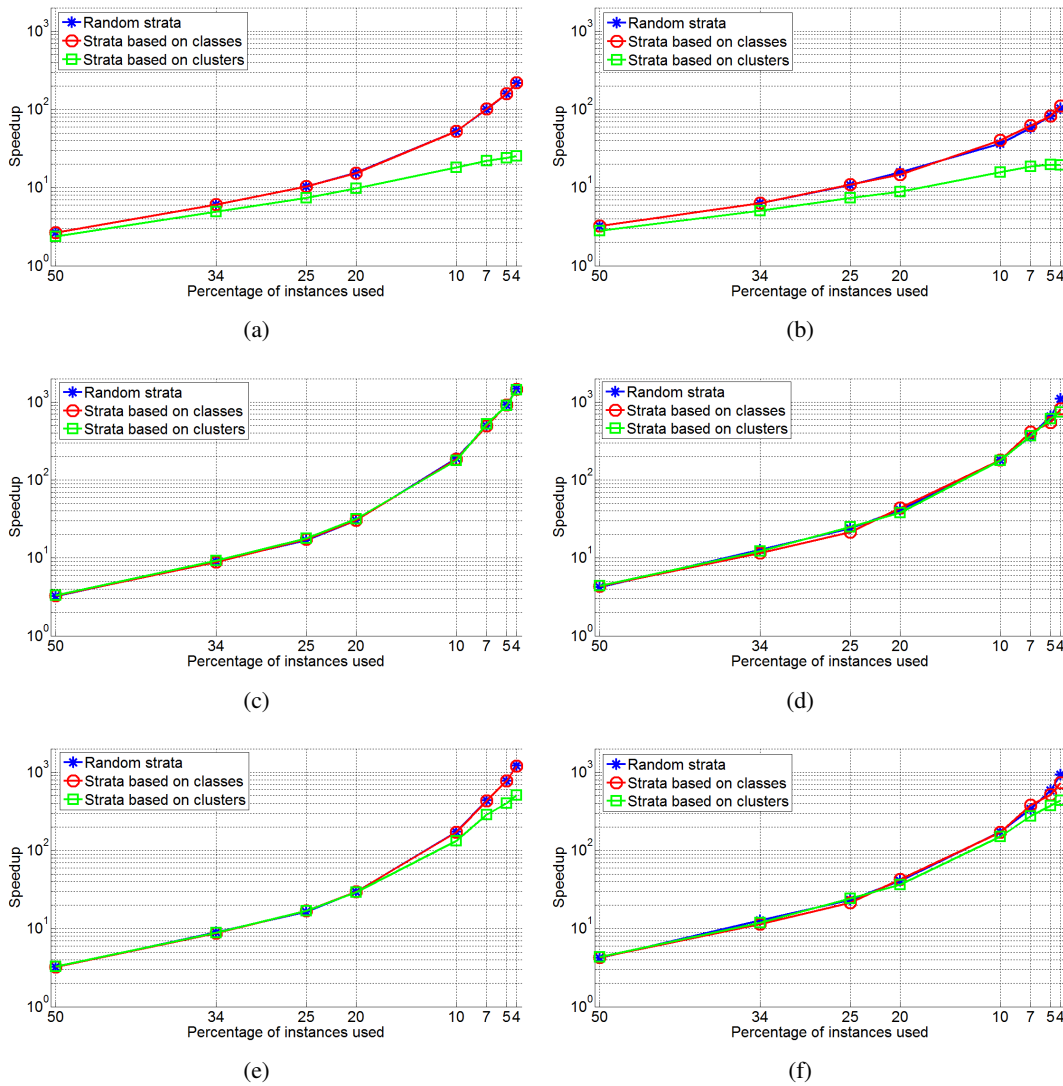 10³
10²
10¹
10⁰
Speedup
Random strata
Strata based on classes
Strata based on clusters
50 34 25 20 10 7 5 4
Percentage of instances used
(a)
10³
10²
10¹
10⁰
Speedup
Random strata
Strata based on classes
Strata based on clusters
50 34 25 20 10 7 5 4
Percentage of instances used
(b)
10³
10²
10¹
10⁰
Speedup
Random strata
Strata based on classes
Strata based on clusters
50 34 25 20 10 7 5 4
Percentage of instances used
(c)
10³
10²
10¹
10⁰
Speedup
Random strata
Strata based on classes
Strata based on clusters
50 34 25 20 10 7 5 4
Percentage of instances used
(d)
10³
10²
10¹
10⁰
Speedup
Random strata
Strata based on classes
Strata based on clusters
50 34 25 20 10 7 5 4
Percentage of instances used
(e)
10³
10²
10¹
10⁰
Speedup
Random strata
Strata based on classes
Strata based on clusters
50 34 25 20 10 7 5 4
Percentage of instances used
(f)